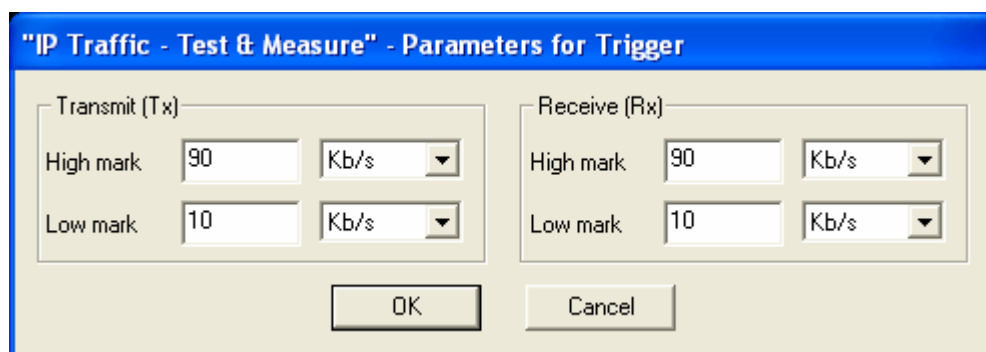 "IP Traffic - Test & Measure" - Parameters for Trigger
Transmit (Tx)
High mark 90 Kb/s
Low mark 10 Kb/s
Receive (Rx)
High mark 90 Kb/s
Low mark 10 Kb/s
OK Cancel